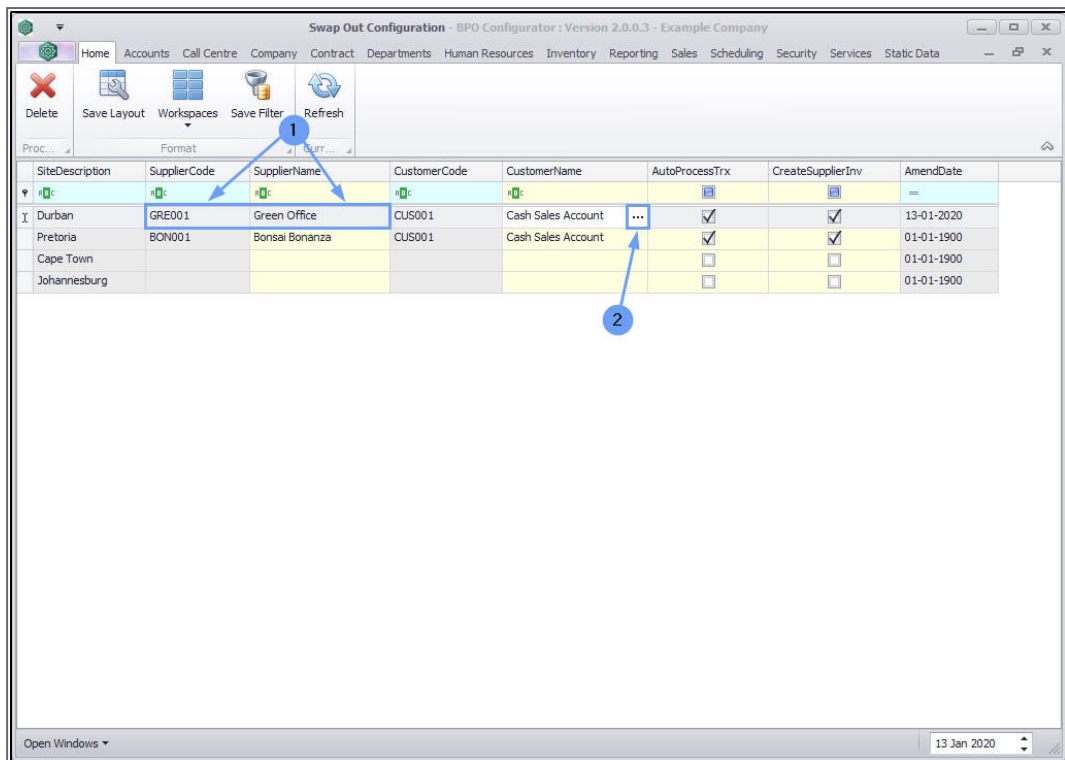 Swap Out Configuration - BPO Configurator : Version 2.0.0.3 - Example Company
Home Accounts Call Centre Company Contract Departments Human Resources Inventory Reporting Sales Scheduling Security Services Static Data
Delete Save Layout Workspaces Save Filter Refresh
1
Proc... Format Curr...
SiteDescription SupplierCode SupplierName CustomerCode CustomerName AutoProcessTrx CreateSupplierInv AmendDate
Durban GRE001 Green Office CUS001 Cash Sales Account ... 13-01-2020
Pretoria BON001 Bonsai Bonanza CUS001 Cash Sales Account 01-01-1900
Cape Town 01-01-1900
Johannesburg 01-01-1900
2
Open Windows 13 Jan 2020